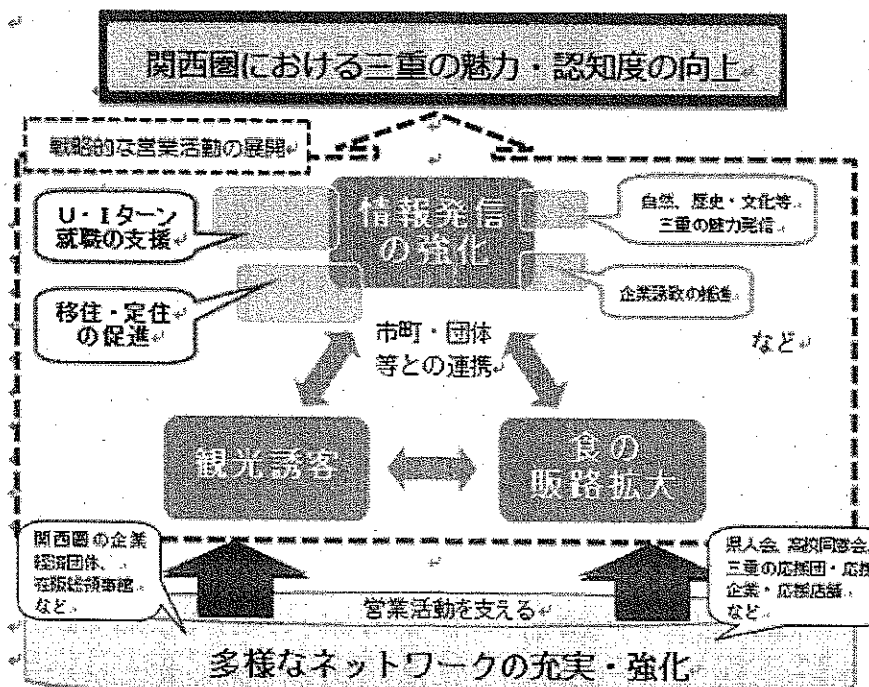 関西圏における三重の魅力・認知度の向上
戦略的な営業活動の展開
U・Iターン
就職の支援
情報発信
の強化
自然、歴史・文化等
三重の魅力発信
移住・定住
の促進
企業誘致の推進
市町・団体
等との連携
など
観光誘客
食の
販路拡大
関西圏の企業
経済団体、
在阪総領事館
など
県人会、高校同窓会、
三重の応援団・応援
企業・応援店舗
など
営業活動を支える
多様なネットワークの充実・強化